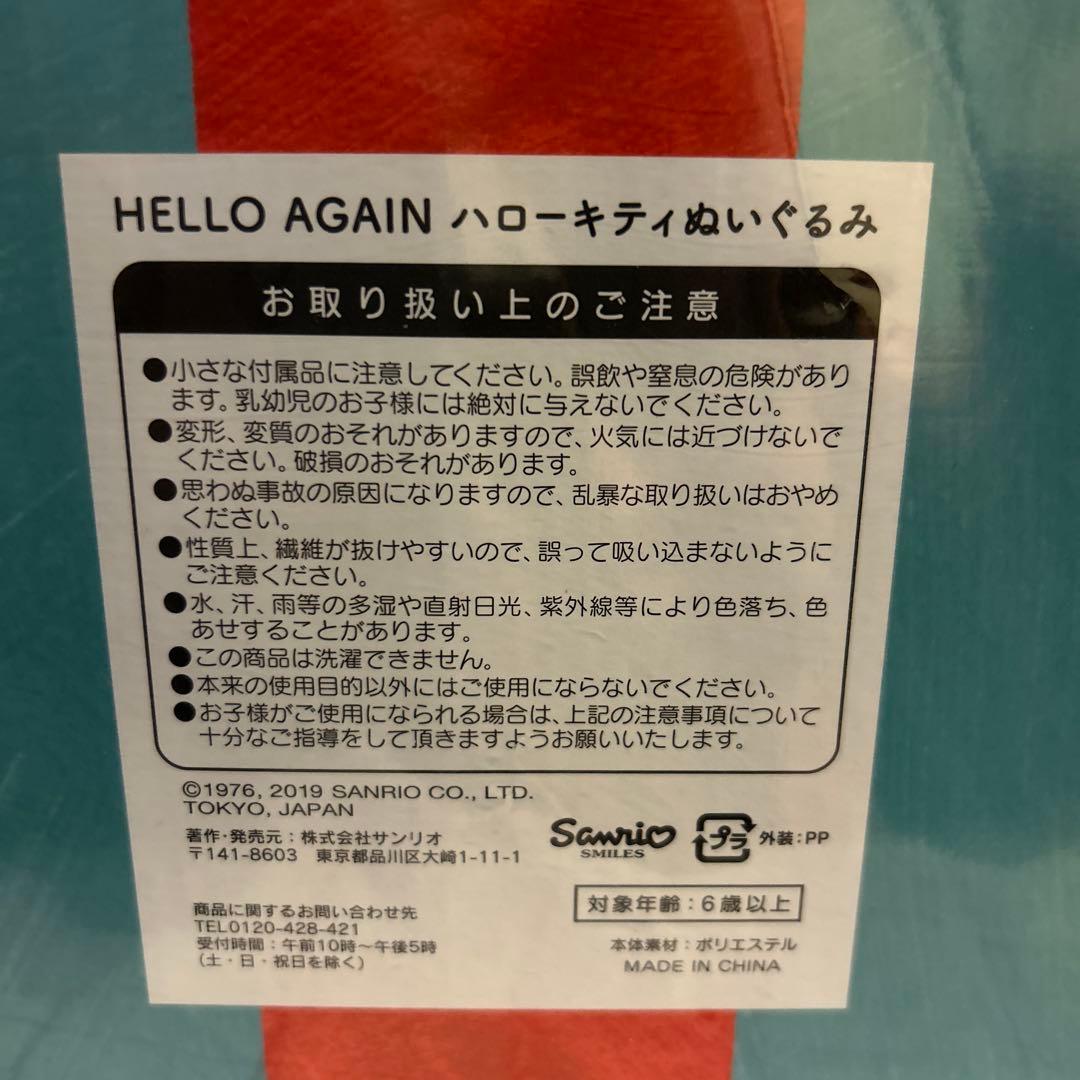 HELLO AGAIN ハローキティぬいぐるみ
お取り扱い上のご注意
●小さな付属品に注意してください。誤飲や窒息の危険があり
ます。乳幼児のお子様には絶対に与えないでください。
●変形、変質のおそれがありますので、火気には近づけないで
ください。破損のおそれがあります。
●思わぬ事故の原因になりますので、乱暴な取り扱いはおやめ
ください。
●性質上、繊維が抜けやすいので、誤って吸い込まないように
ご注意ください。
●水、汗、雨等の多湿や直射日光、紫外線等により色落ち、色
あせすることがあります。
●この商品は洗濯できません。
●本来の使用目的以外にはご使用にならないでください。
●お子様がご使用になられる場合は、上記の注意事項について
十分なご指導をして頂きますようお願いいたします。
©1976, 2019 SANRIO CO., LTD.
TOKYO, JAPAN
著作・発売元：株式会社サンリオ
〒141-8603 東京都品川区大崎1-11-1
Sanrio
SMILES
プラ 外装：PP
対象年齢：6歳以上
商品に関するお問い合わせ先
TEL0120-428-421
受付時間：午前10時～午後5時
（土・日・祝日を除く）
本体素材：ポリエステル
MADE IN CHINA